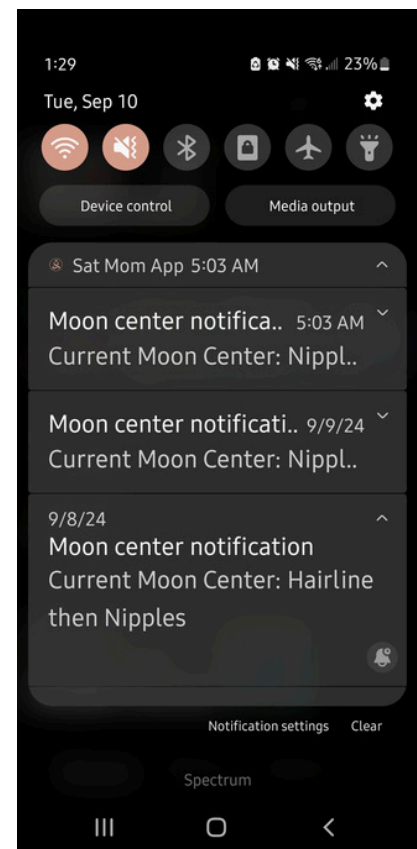 1:29 23%
Tue, Sep 10
Device control Media output
Sat Mom App 5:03 AM
Moon center notifica.. 5:03 AM
Current Moon Center: Nippl..
Moon center notificati.. 9/9/24
Current Moon Center: Nippl..
9/8/24
Moon center notification
Current Moon Center: Hairline
then Nipples
Notification settings Clear
Spectrum